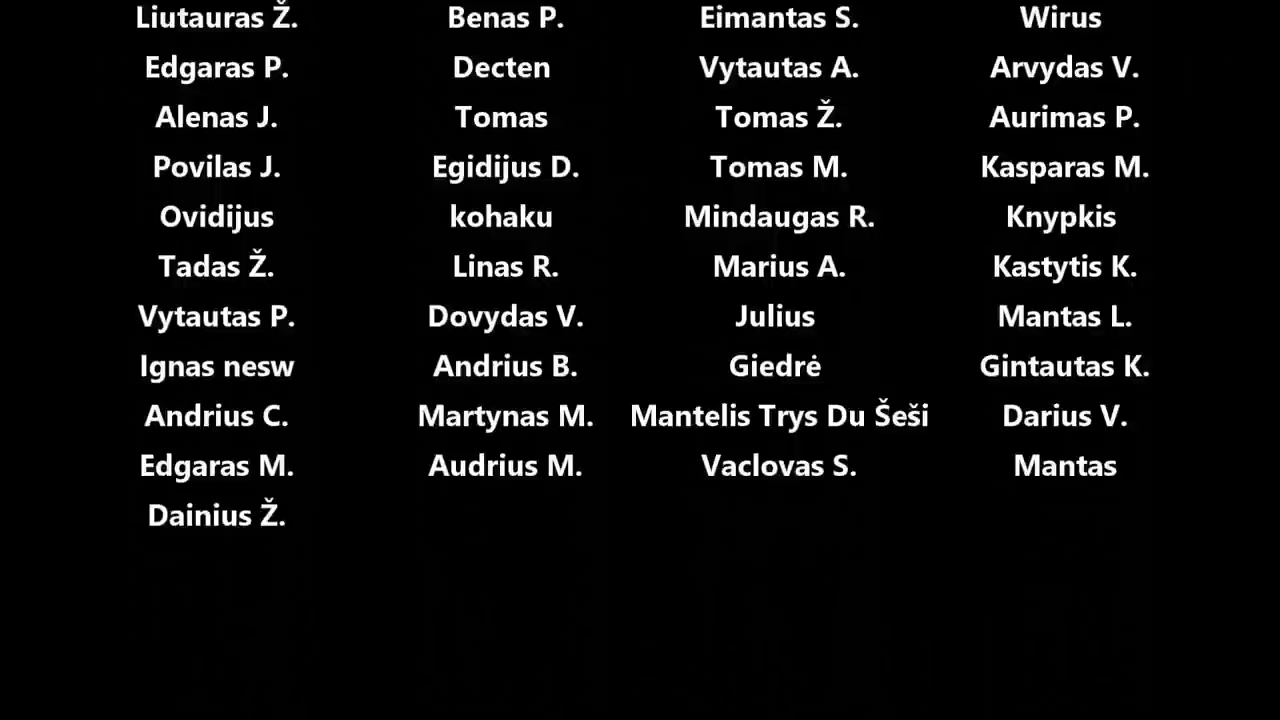 Liutauras Ž. Benas P. Eimantas S. Wirus
Edgaras P. Decten Vytautas A. Arvydas V.
Alenas J. Tomas Tomas Ž. Aurimas P.
Povilas J. Egidijus D. Tomas M. Kasparas M.
Ovidijus kohaku Mindaugas R. Knypkis
Tadas Ž. Linas R. Marius A. Kastytis K.
Vytautas P. Dovydas V. Julius Mantas L.
Ignas nesw Andrius B. Giedrė Gintautas K.
Andrius C. Martynas M. Mantelis Trys Du Šeši Darius V.
Edgaras M. Audrius M. Vaclovas S. Mantas
Dainius Ž.